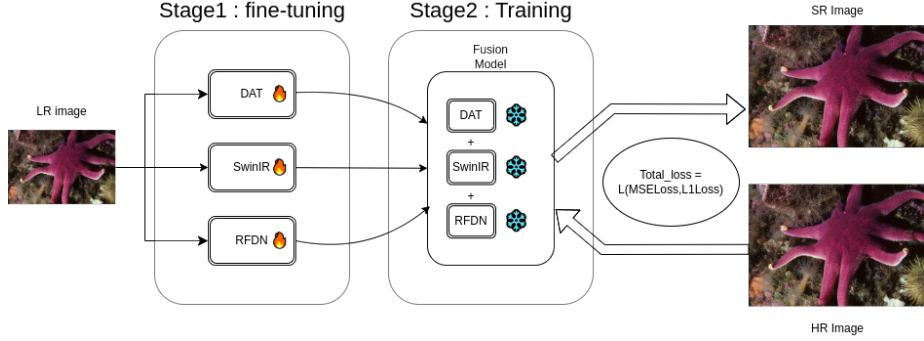 Stage1 : fine-tuning
Stage2 : Training
SR Image
Fusion
Model
LR image
DAT
SwinIR
RFDN
DAT
+
SwinIR
+
RFDN
Total_loss =
L(MSELoss,L1Loss)
HR Image